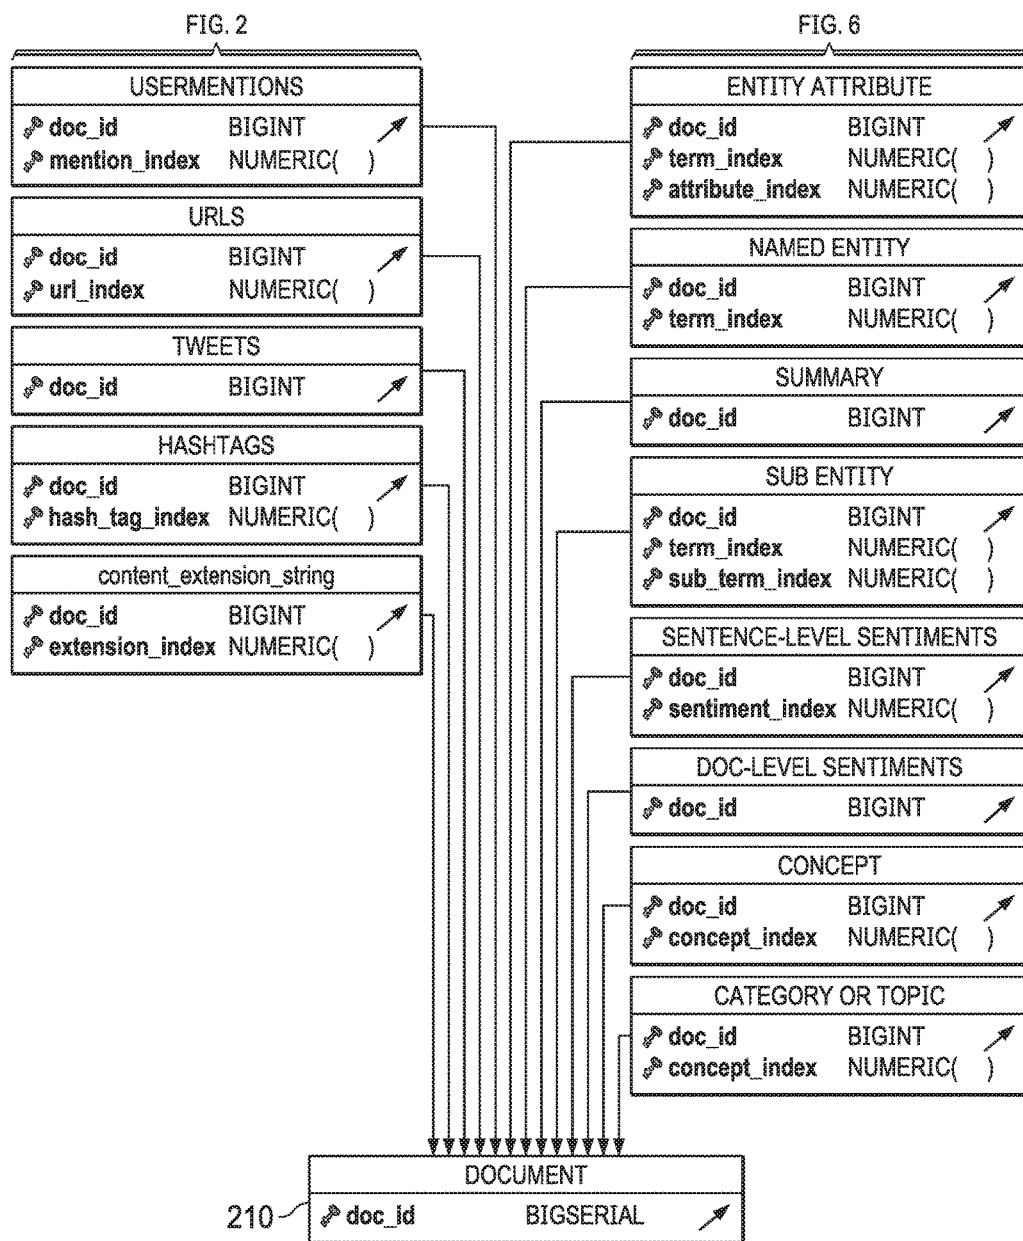 FIG. 2
USERMENTIONS
doc_id BIGINT
mention_index NUMERIC( )
URLS
doc_id BIGINT
url_index NUMERIC( )
TWEETS
doc_id BIGINT
HASHTAGS
doc_id BIGINT
hash_tag_index NUMERIC( )
content_extension_string
doc_id BIGINT
extension_index NUMERIC( )
FIG. 6
ENTITY ATTRIBUTE
doc_id BIGINT
term_index NUMERIC( )
attribute_index NUMERIC( )
NAMED ENTITY
doc_id BIGINT
term_index NUMERIC( )
SUMMARY
doc_id BIGINT
SUB ENTITY
doc_id BIGINT
term_index NUMERIC( )
sub_term_index NUMERIC( )
SENTENCE-LEVEL SENTIMENTS
doc_id BIGINT
sentiment_index NUMERIC( )
DOC-LEVEL SENTIMENTS
doc_id BIGINT
CONCEPT
doc_id BIGINT
concept_index NUMERIC( )
CATEGORY OR TOPIC
doc_id BIGINT
concept_index NUMERIC( )
DOCUMENT
210 doc_id BIGSERIAL